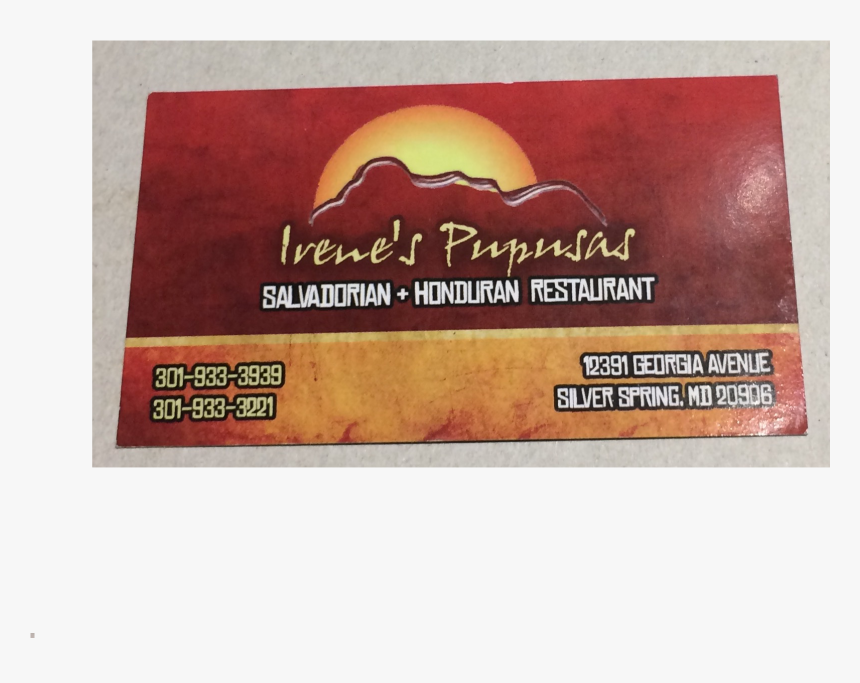 Irene's Pupusas
SALVADORIAN + HONDURAN RESTAURANT
301-933-3939
301-933-3221
12391 GEORGIA AVENUE
SILVER SPRING, MD 20906